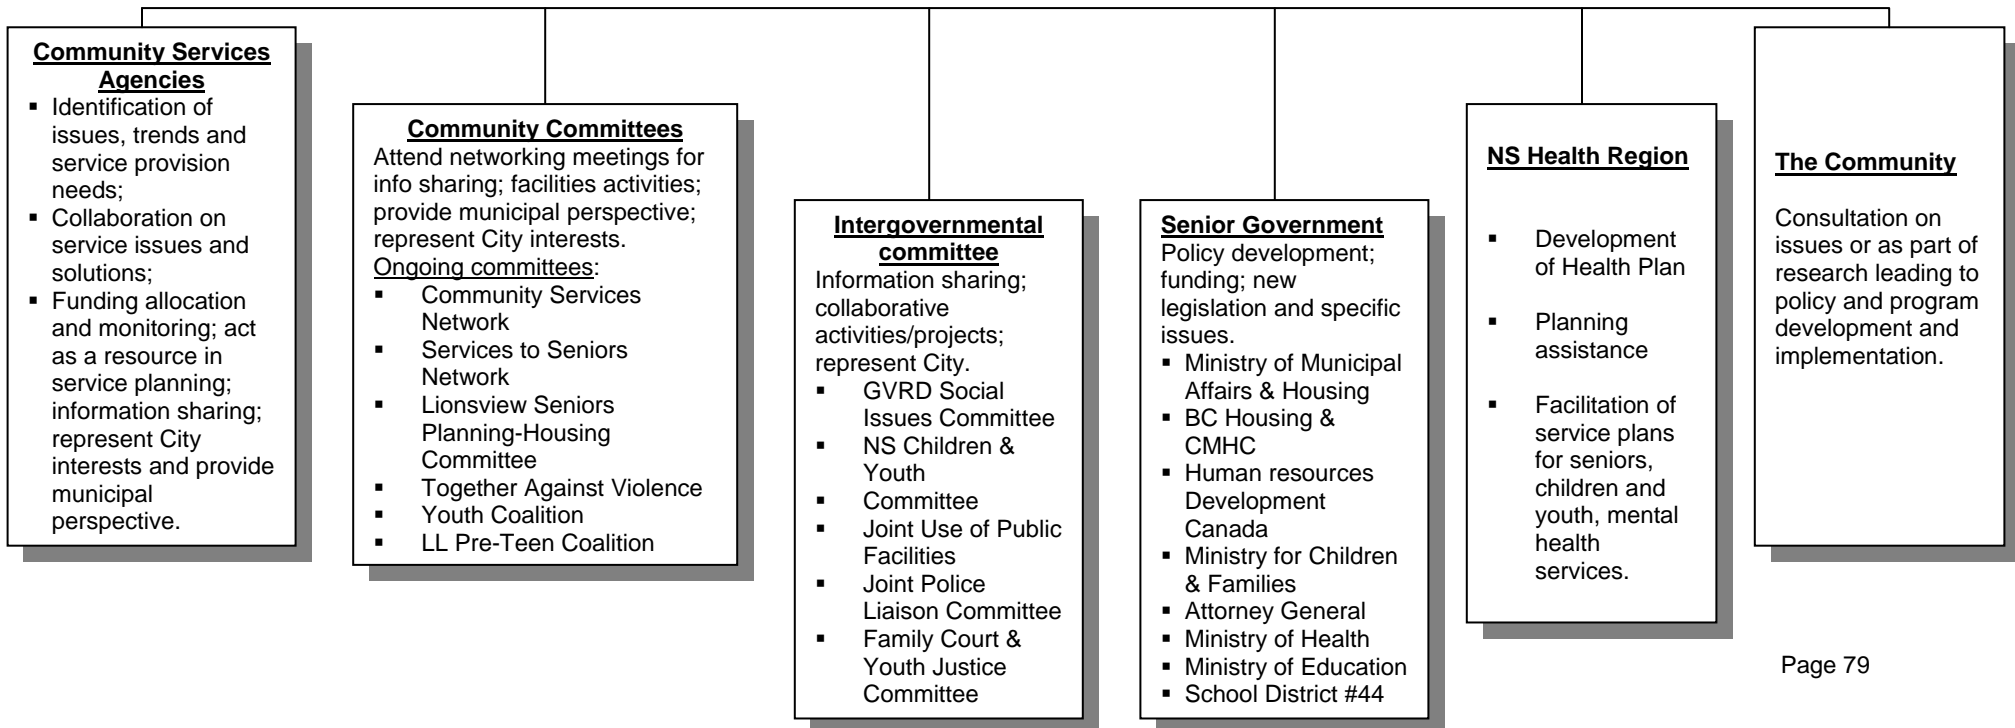 Community Services
Agencies
▪ Identification of
issues, trends and
service provision
needs;
▪ Collaboration on
service issues and
solutions;
▪ Funding allocation
and monitoring; act
as a resource in
service planning;
information sharing;
represent City
interests and provide
municipal
perspective.
Community Committees
Attend networking meetings for
info sharing; facilities activities;
provide municipal perspective;
represent City interests.
Ongoing committees:
▪ Community Services
Network
▪ Services to Seniors
Network
▪ Lionsview Seniors
Planning-Housing
Committee
▪ Together Against Violence
▪ Youth Coalition
▪ LL Pre-Teen Coalition
Intergovernmental
committee
Information sharing;
collaborative
activities/projects;
represent City.
▪ GVRD Social
Issues Committee
▪ NS Children &
Youth
▪ Committee
▪ Joint Use of Public
Facilities
▪ Joint Police
Liaison Committee
▪ Family Court &
Youth Justice
Committee
Senior Government
Policy development;
funding; new
legislation and specific
issues.
▪ Ministry of Municipal
Affairs & Housing
▪ BC Housing &
CMHC
▪ Human resources
Development
Canada
▪ Ministry for Children
& Families
▪ Attorney General
▪ Ministry of Health
▪ Ministry of Education
▪ School District #44
NS Health Region
▪ Development
of Health Plan
▪ Planning
assistance
▪ Facilitation of
service plans
for seniors,
children and
youth, mental
health
services.
The Community
Consultation on
issues or as part of
research leading to
policy and program
development and
implementation.
Page 79